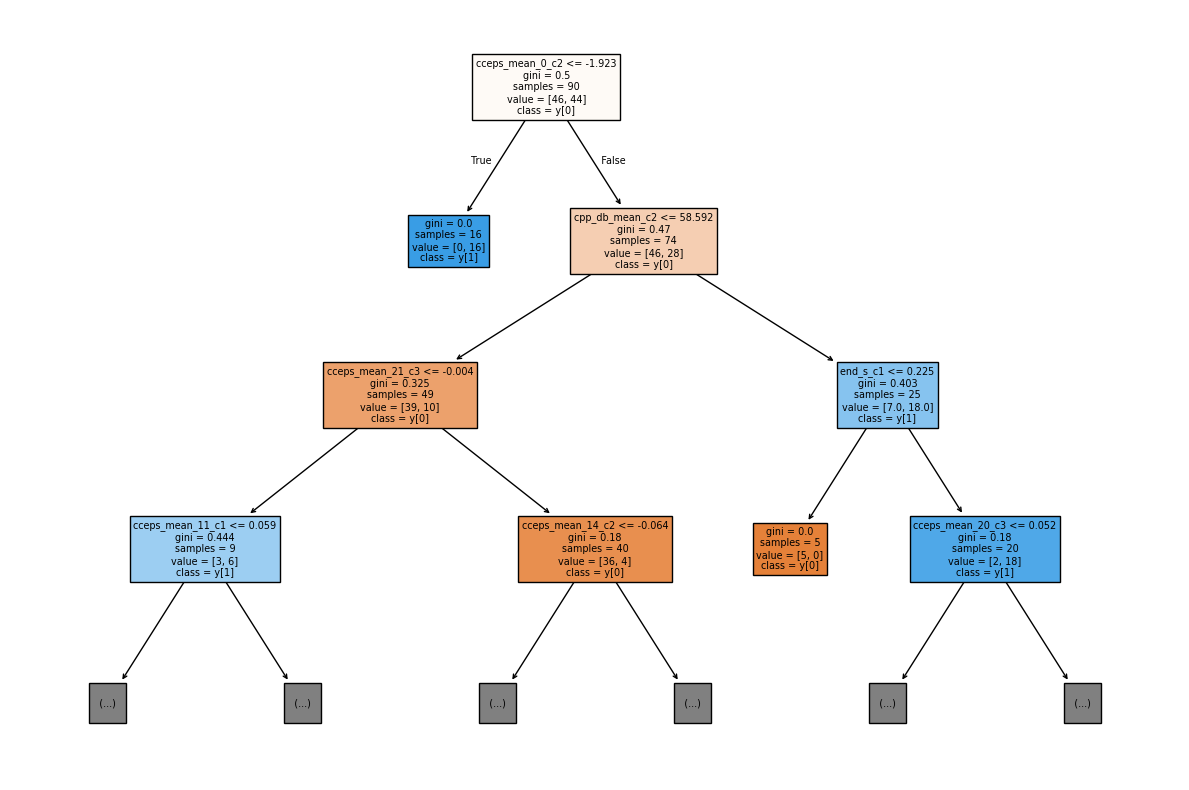 cceps_mean_0_c2 <= -1.923
gini = 0.5
samples = 90
value = [46, 44]
class = y[0]
True
False
gini = 0.0
samples = 16
value = [0, 16]
class = y[1]
cpp_db_mean_c2 <= 58.592
gini = 0.47
samples = 74
value = [46, 28]
class = y[0]
cceps_mean_21_c3 <= -0.004
gini = 0.325
samples = 49
value = [39, 10]
class = y[0]
end_s_c1 <= 0.225
gini = 0.403
samples = 25
value = [7.0, 18.0]
class = y[1]
cceps_mean_11_c1 <= 0.059
gini = 0.444
samples = 9
value = [3, 6]
class = y[1]
cceps_mean_14_c2 <= -0.064
gini = 0.18
samples = 40
value = [36, 4]
class = y[0]
gini = 0.0
samples = 5
value = [5, 0]
class = y[0]
cceps_mean_20_c3 <= 0.052
gini = 0.18
samples = 20
value = [2, 18]
class = y[1]
(...)
(...)
(...)
(...)
(...)
(...)